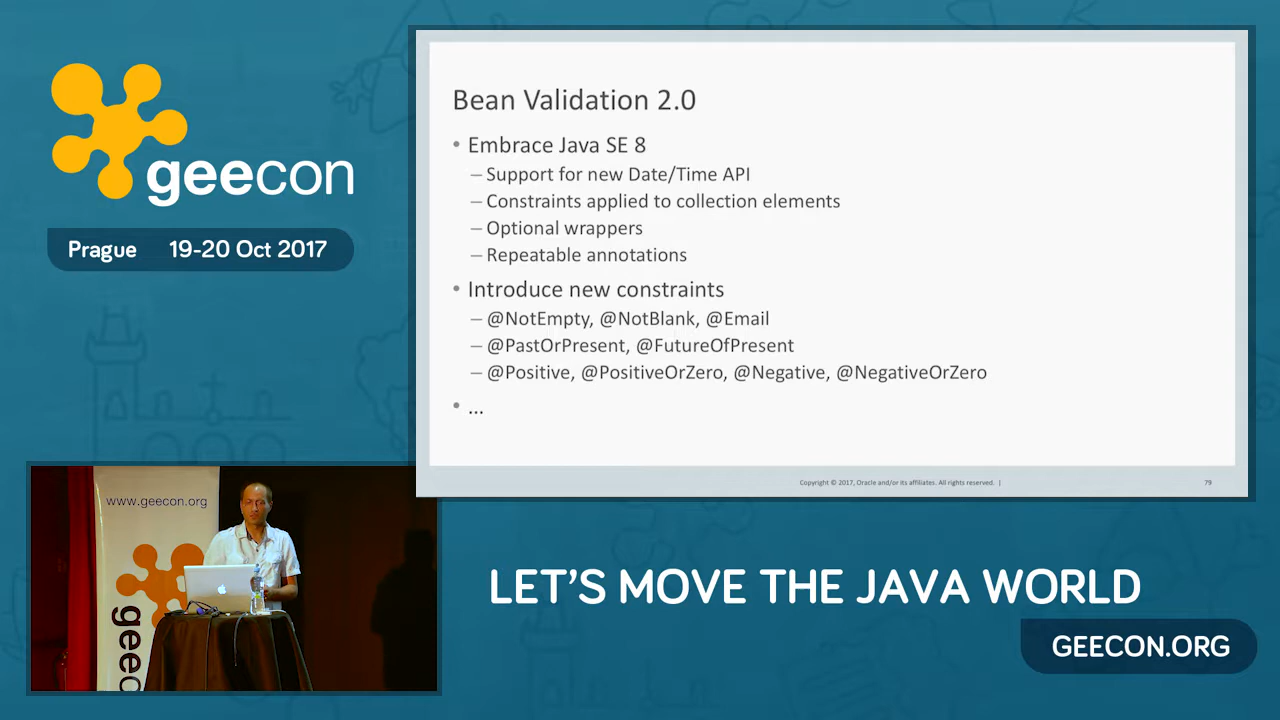 geecon
Prague 19-20 Oct 2017
Bean Validation 2.0
• Embrace Java SE 8
– Support for new Date/Time API
– Constraints applied to collection elements
– Optional wrappers
– Repeatable annotations
• Introduce new constraints
– @NotEmpty, @NotBlank, @Email
– @PastOrPresent, @FutureOfPresent
– @Positive, @PositiveOrZero, @Negative, @NegativeOrZero
• ...
Copyright © 2017, Oracle and/or its affiliates. All rights reserved. |
79
www.geecon.org
geec
LET'S MOVE THE JAVA WORLD
GEECON.ORG